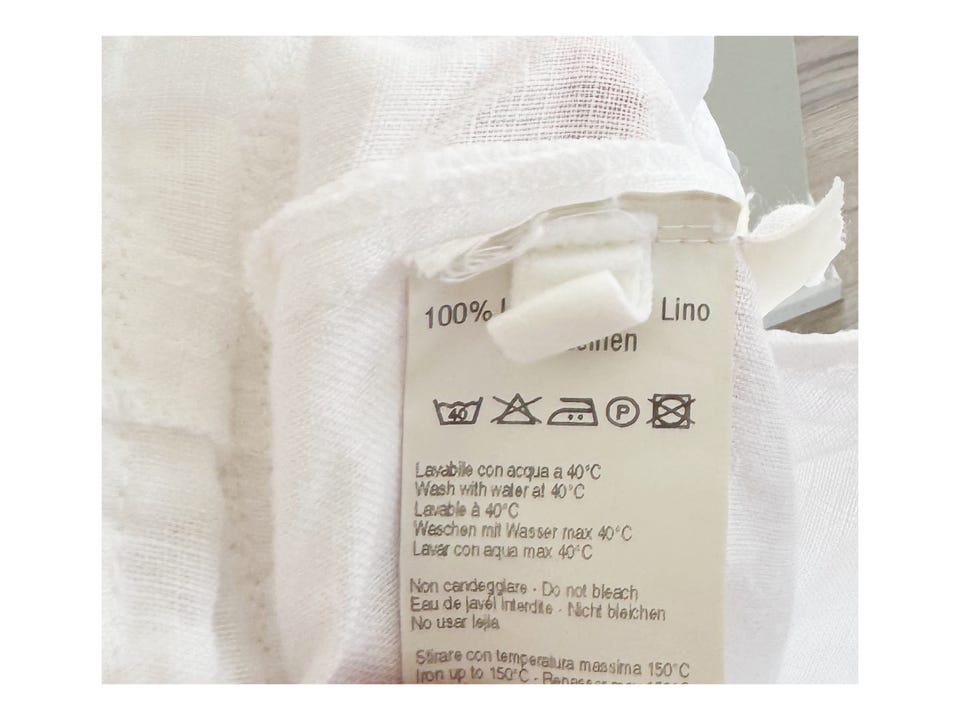 100% Lino
40 P
Lavabile con acqua a 40°C
Wash with water at 40°C
Lavable à 40°C
Waschen mit Wasser max 40°C
Lavar con aqua max 40°C
Non candeggiare - Do not bleach
Eau de javel interdite - Nicht bleichen
No usar lejia
Stirare con temperatura massima 150°C
Iron up to 150°C -